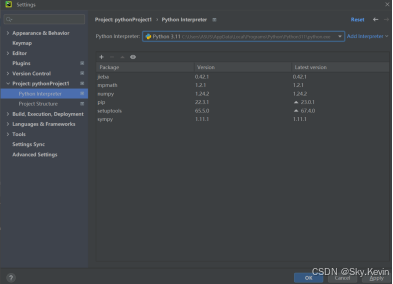 Settings
Project: pythonProject1 › Python Interpreter
Reset
Python Interpreter:
Python 3.11
Add Interpreter
Appearance & Behavior
Keymap
Editor
Plugins
Version Control
Project: pythonProject1
Python Interpreter
Project Structure
Build, Execution, Deployment
Languages & Frameworks
Tools
Settings Sync
Advanced Settings
Package Version Latest version
jieba 0.42.1 0.42.1
mpmath 1.2.1 1.2.1
numpy 1.24.2 1.24.2
pip 22.3.1 23.0.1
setuptools 65.5.0 67.4.0
sympy 1.11.1 1.11.1
OK Cancel Apply
CSDN @Sky.Kevin